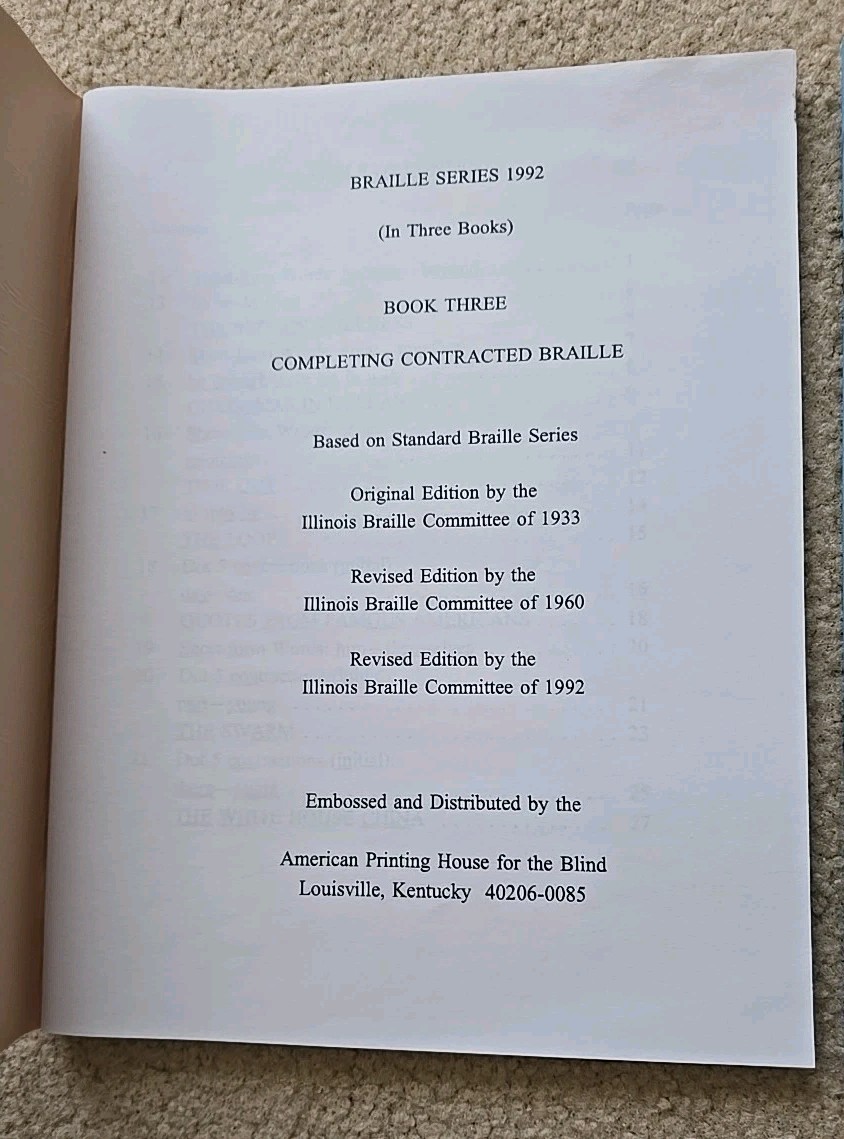 BRAILLE SERIES 1992
(In Three Books)
BOOK THREE
COMPLETING CONTRACTED BRAILLE
Based on Standard Braille Series
Original Edition by the
Illinois Braille Committee of 1933
Revised Edition by the
Illinois Braille Committee of 1960
Revised Edition by the
Illinois Braille Committee of 1992
Embossed and Distributed by the
American Printing House for the Blind
Louisville, Kentucky 40206-0085